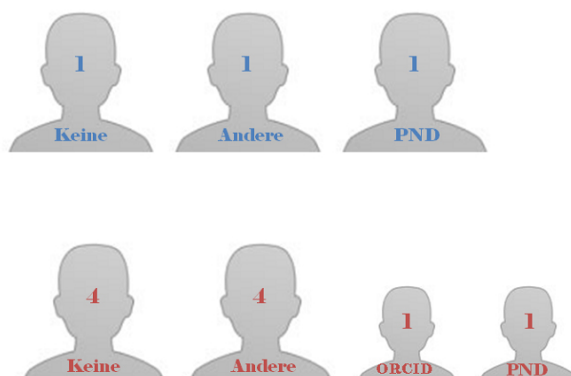 1 1 1
Keine Andere PND
4 4 1 1
Keine Andere ORCID PND